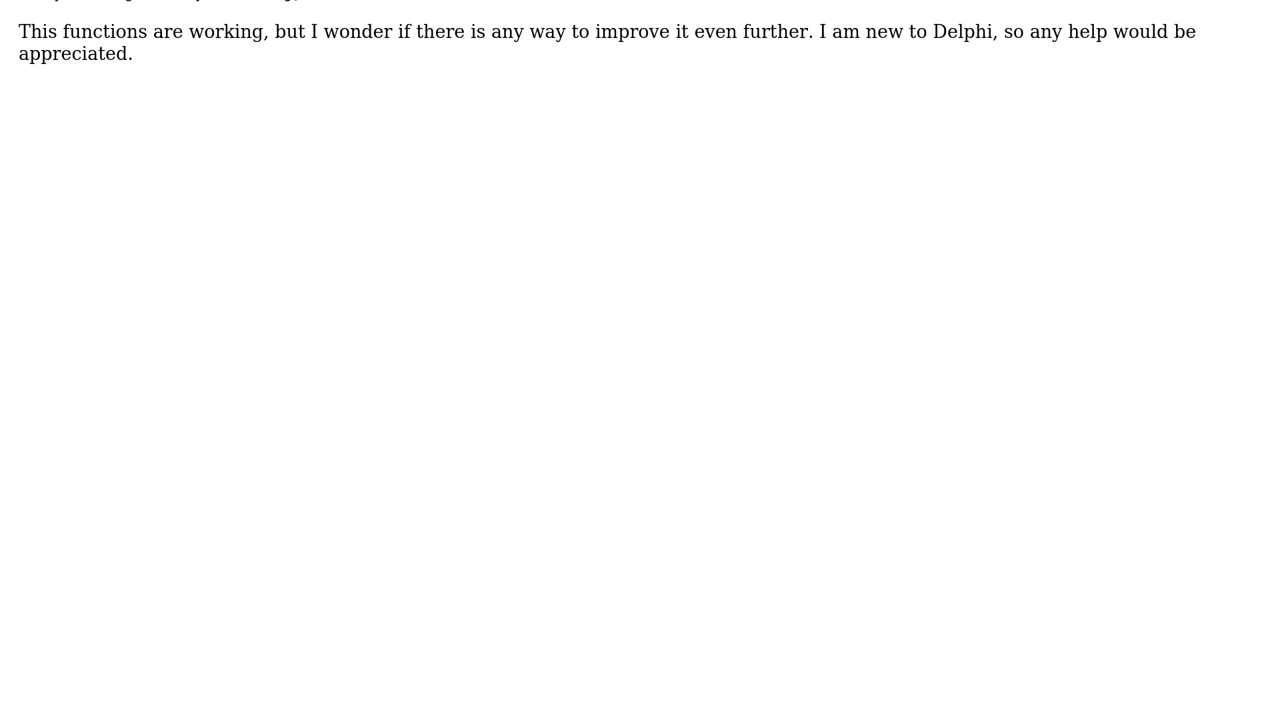 This functions are working, but I wonder if there is any way to improve it even further. I am new to Delphi, so any help would be
appreciated.